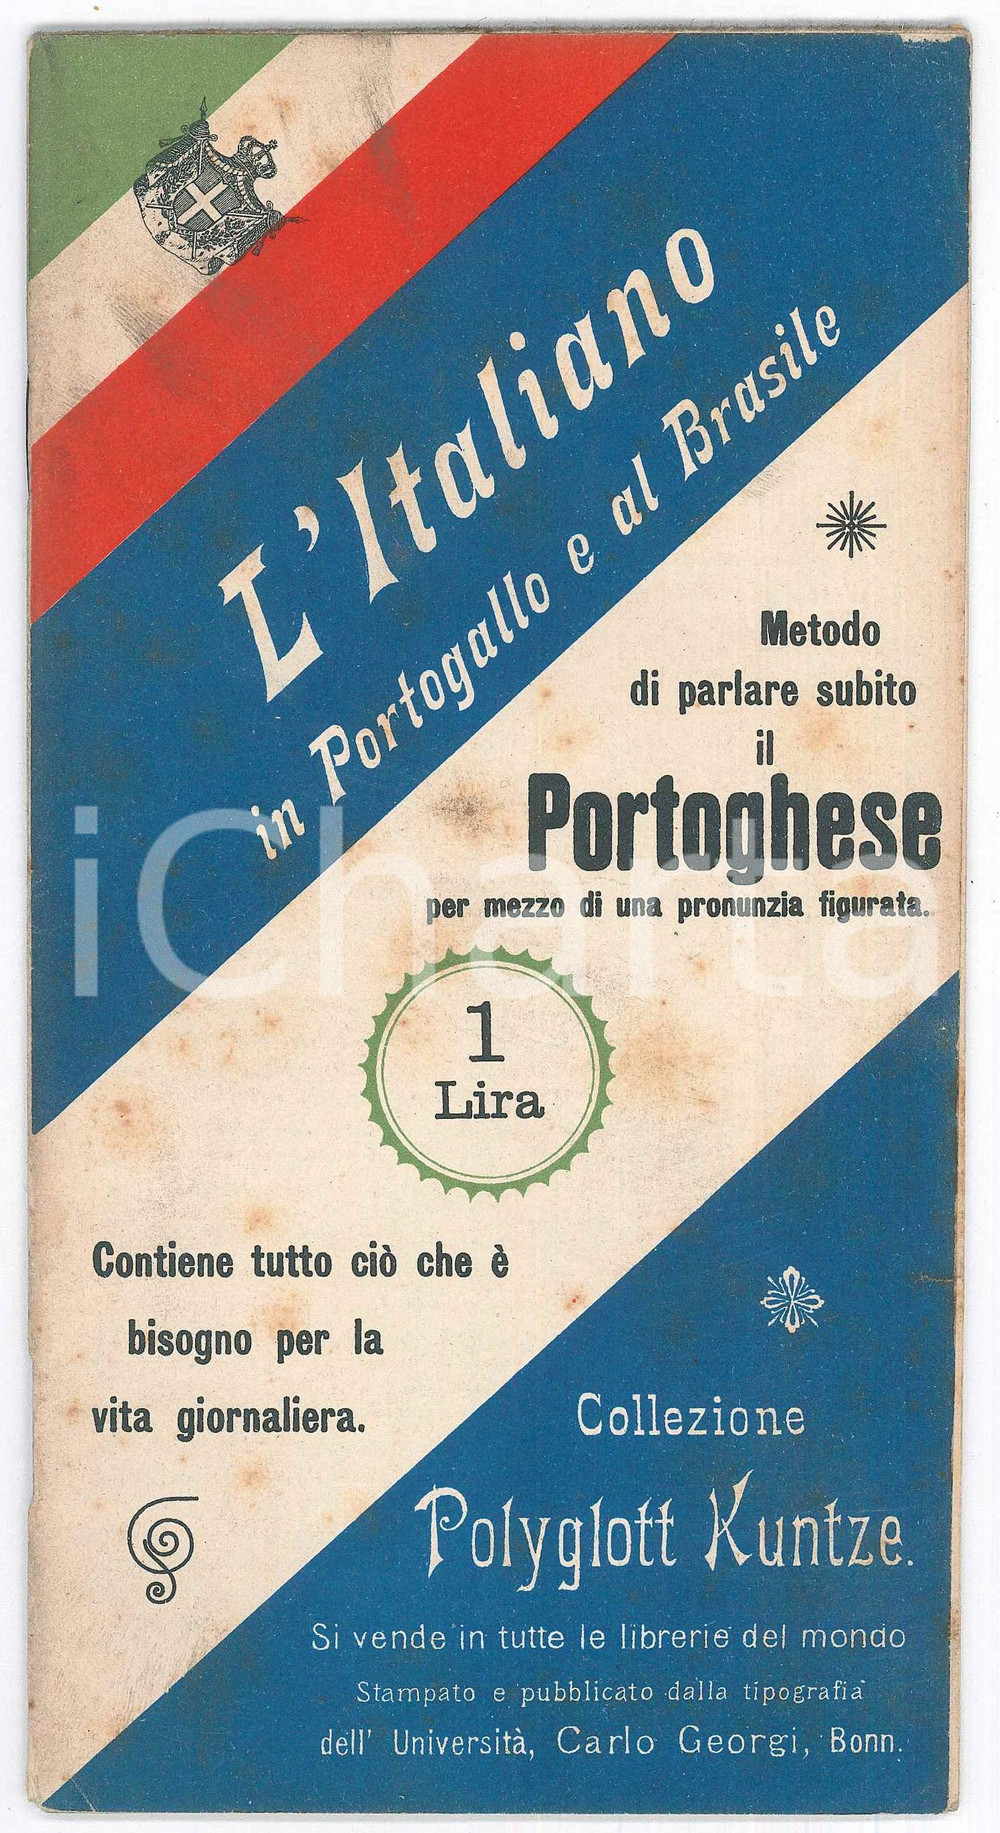 L'Italiano
in Portogallo e al Brasile
Metodo
di parlare subito
il
Portoghese
per mezzo di una pronunzia figurata.
iCharta
1
Lira
Contiene tutto ciò che è
bisogno per la
vita giornaliera.
Collezione
Polyglott Kuntze.
Si vende in tutte le librerie del mondo
Stampato e pubblicato dalla tipografia
dell' Università, Carlo Georgi, Bonn.